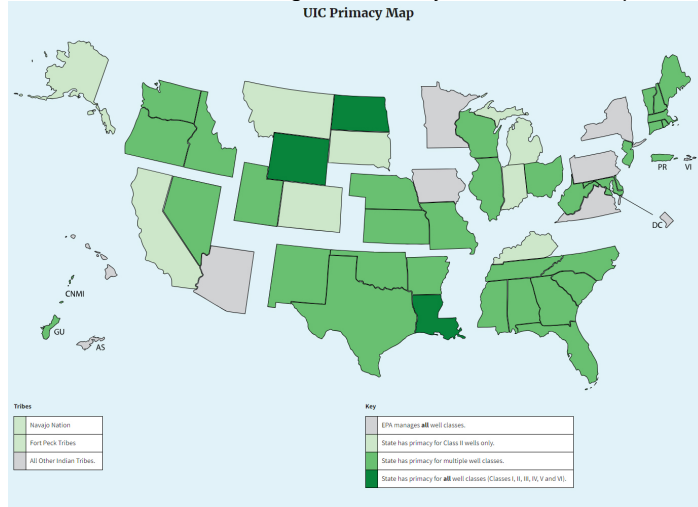 UIC Primacy Map
PR
VI
DC
CNMI
GU
AS
Tribes
Navajo Nation
Fort Peck Tribes
All Other Indian Tribes.
Key
EPA manages all well classes.
State has primacy for Class II wells only.
State has primacy for multiple well classes.
State has primacy for all well classes (Classes I, II, III, IV, V and VI).